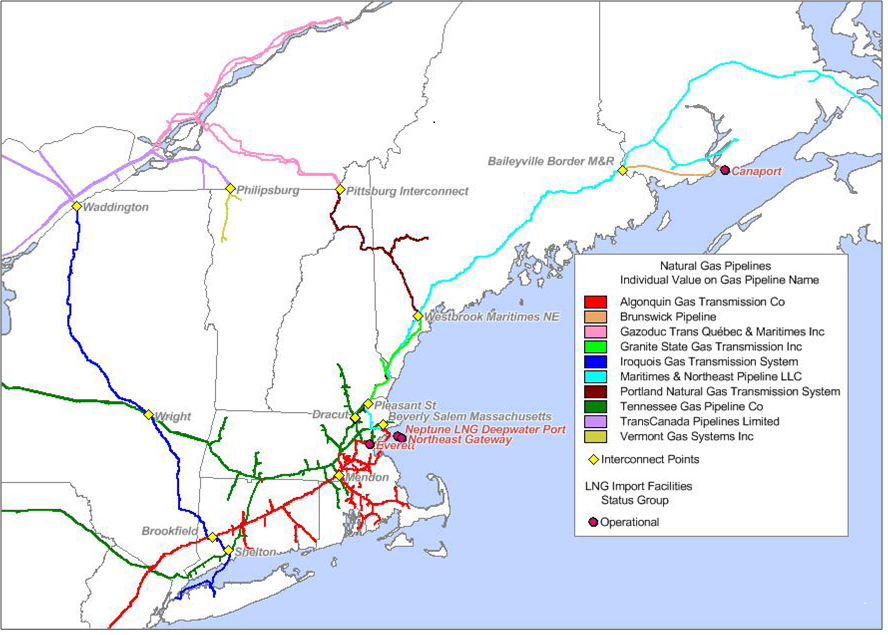 Baileyville Border M&R
Canaport
Philipsburg
Pittsburg Interconnect
Waddington
Westbrook Maritimes NE
Wright
Pleasant St
Dracut
Beverly Salem Massachusetts
Neptune LNG Deepwater Port
Northeast Gateway
Everett
Mendon
Brookfield
Shelton
Natural Gas Pipelines
Individual Value on Gas Pipeline Name
Algonquin Gas Transmission Co
Brunswick Pipeline
Gazoduc Trans Québec & Maritimes Inc
Granite State Gas Transmission Inc
Iroquois Gas Transmission System
Maritimes & Northeast Pipeline LLC
Portland Natural Gas Transmission System
Tennessee Gas Pipeline Co
TransCanada Pipelines Limited
Vermont Gas Systems Inc
Interconnect Points
LNG Import Facilities
Status Group
Operational